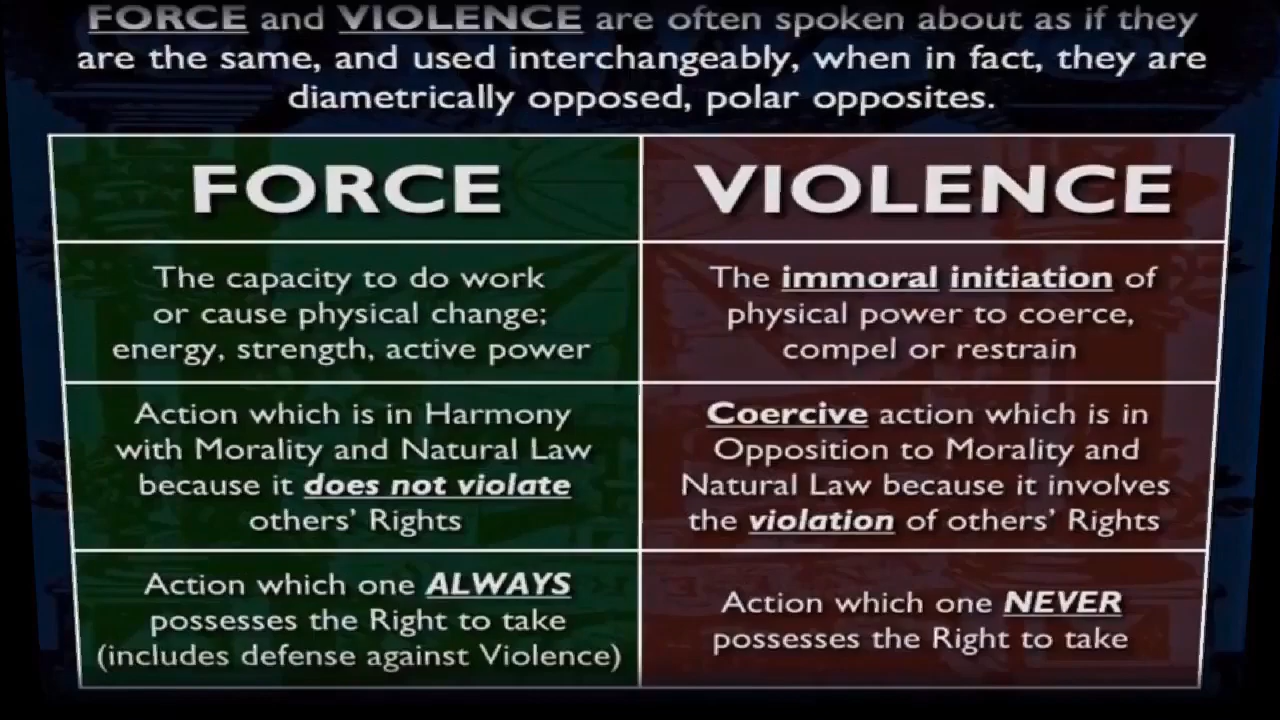 FORCE and VIOLENCE are often spoken about as if they
are the same, and used interchangeably, when in fact, they are
diametrically opposed, polar opposites.
FORCE
VIOLENCE
The capacity to do work
or cause physical change;
energy, strength, active power
The immoral initiation of
physical power to coerce,
compel or restrain
Action which is in Harmony
with Morality and Natural Law
because it does not violate
others' Rights
Coercive action which is in
Opposition to Morality and
Natural Law because it involves
the violation of others' Rights
Action which one ALWAYS
possesses the Right to take
(includes defense against Violence)
Action which one NEVER
possesses the Right to take